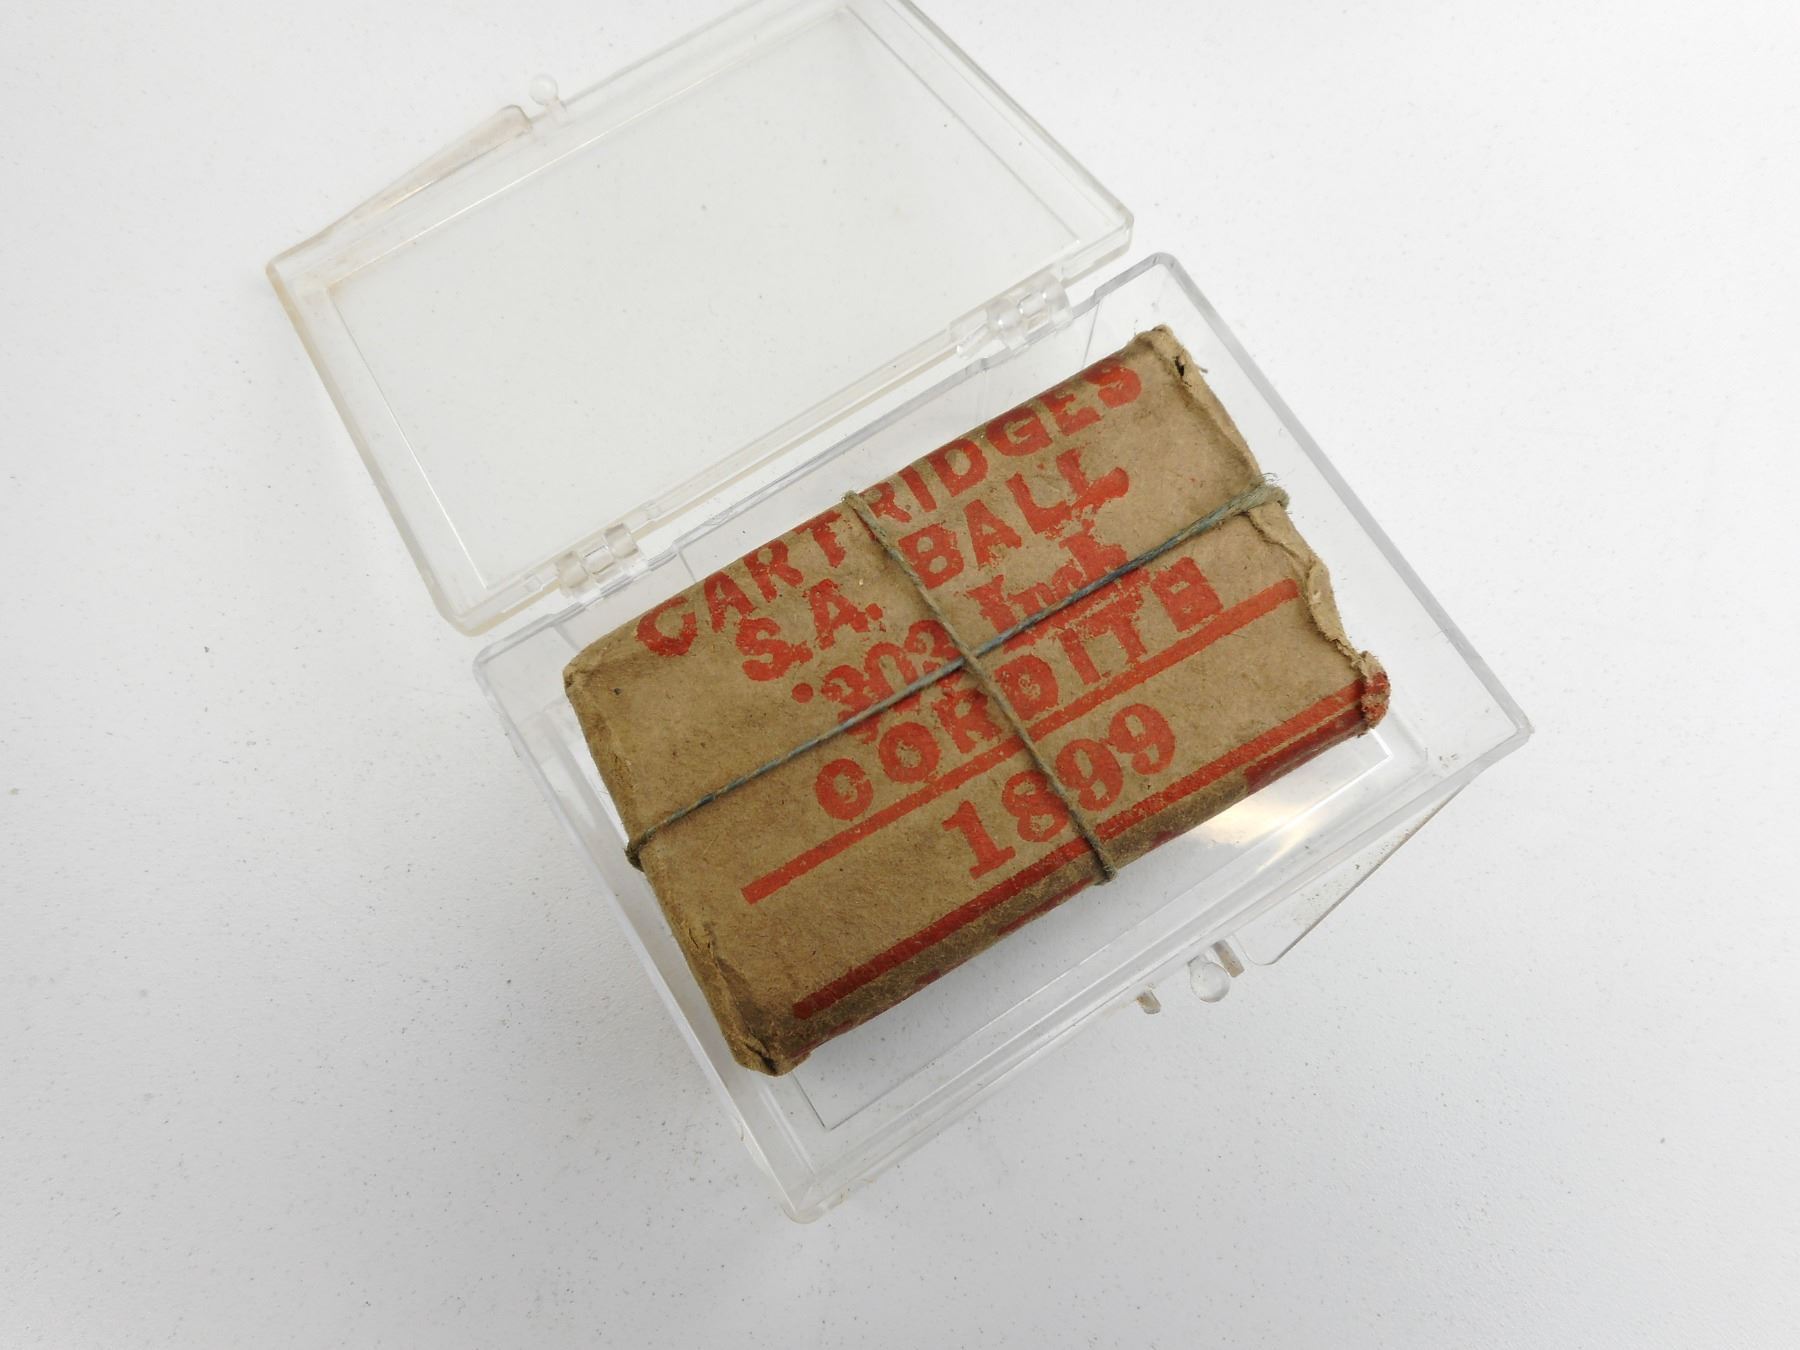 CARTRIDGES
S.A. BALL
.303 Inch
CORDITE
1899